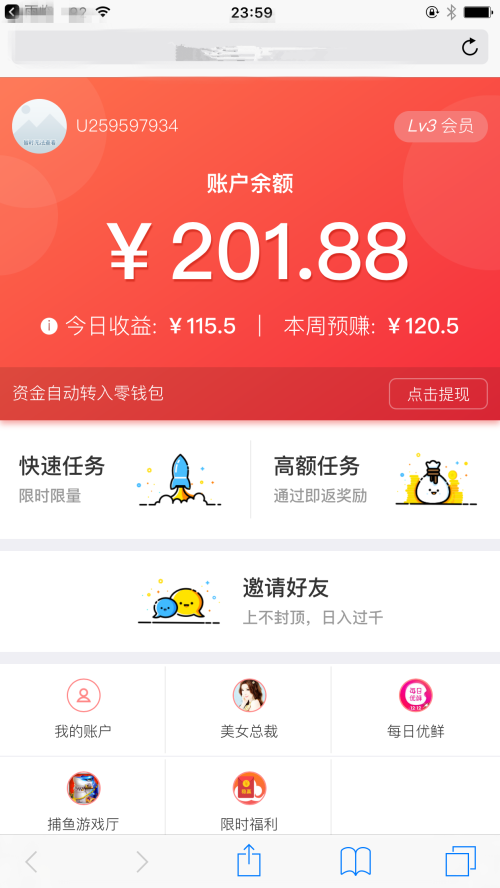 23:59
U259597934
Lv3 会员
账户余额
¥201.88
今日收益: ¥115.5 | 本周预赚: ¥120.5
资金自动转入零钱包
点击提现
快速任务
限时限量
高额任务
通过即返奖励
邀请好友
上不封顶，日入过千
我的账户
美女总裁
每日优鲜
捕鱼游戏厅
限时福利